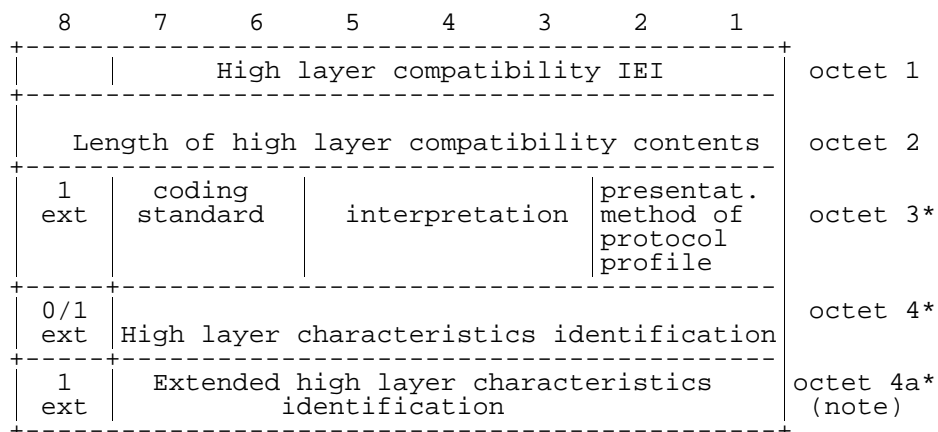 8 7 6 5 4 3 2 1
High layer compatibility IEI octet 1
Length of high layer compatibility contents octet 2
1 coding presentat.
ext standard interpretation method of octet 3*
protocol
profile
0/1 octet 4*
ext High layer characteristics identification
1 Extended high layer characteristics octet 4a*
ext identification (note)